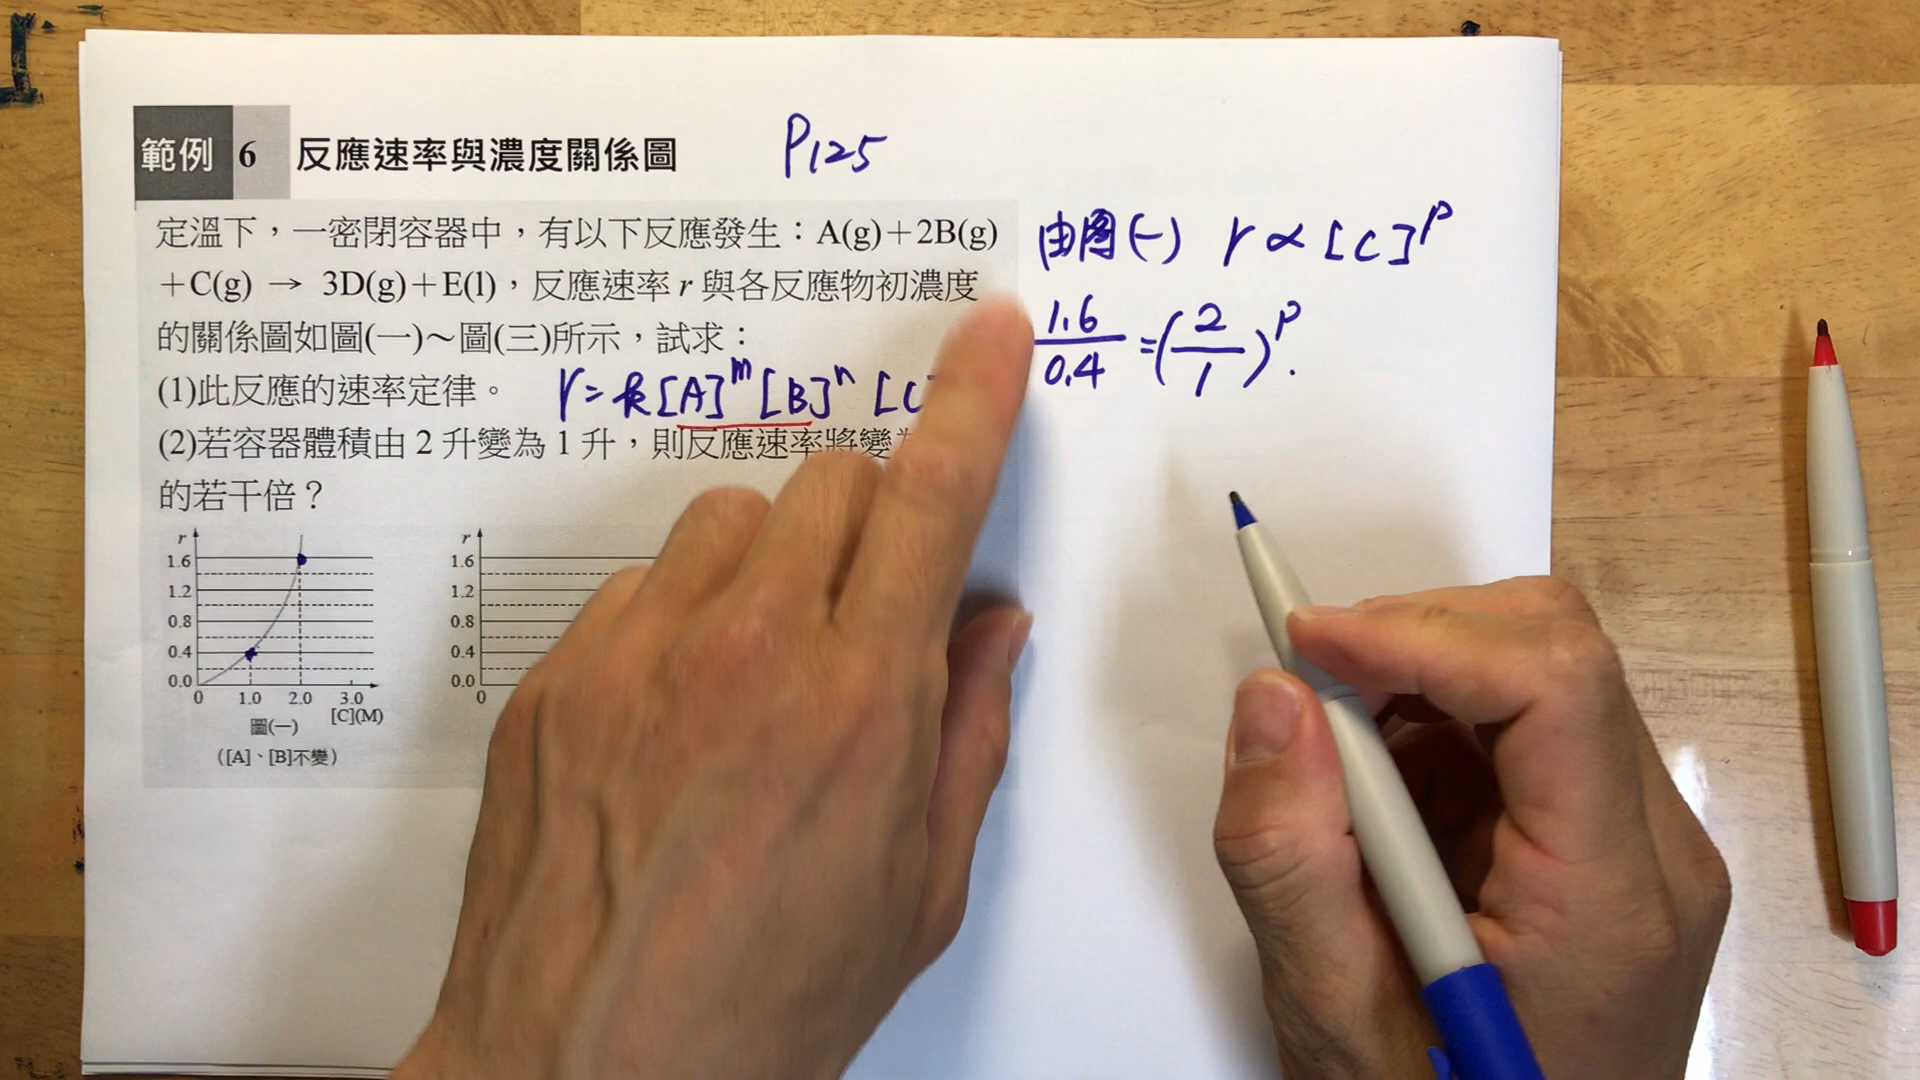 範例 6 反應速率與濃度關係圖 P125
定溫下，一密閉容器中，有以下反應發生：A(g)＋2B(g)
＋C(g) → 3D(g)＋E(l)，反應速率 r 與各反應物初濃度
的關係圖如圖(一)～圖(三)所示，試求：
(1)此反應的速率定律。 r=k[A]^m [B]^n [C
(2)若容器體積由 2 升變為 1 升，則反應速率將變
的若干倍？
r
1.6
1.2
0.8
0.4
0.0
0 1.0 2.0 3.0
[C](M)
圖(一)
([A]、[B]不變)
r
1.6
1.2
0.8
0.4
0.0
0
由图(一) r∝[C]^P
1.6/0.4=(2/1)^P.